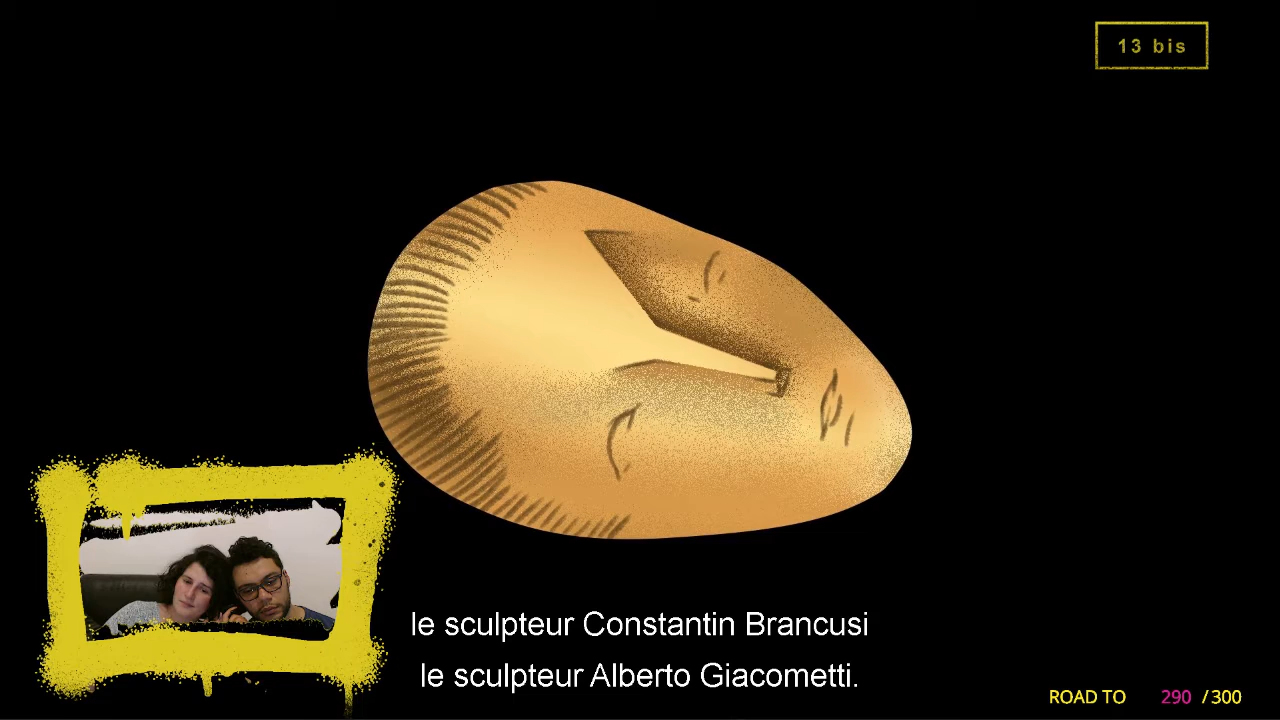 13 bis
le sculpteur Constantin Brancusi
le sculpteur Alberto Giacometti.
ROAD TO 290 /300